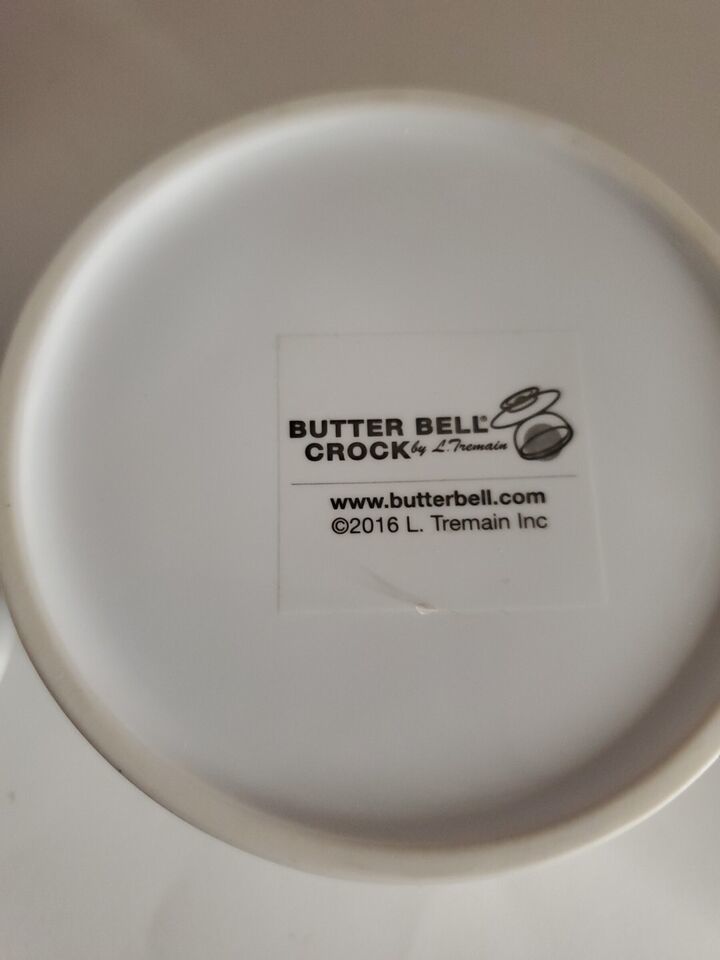 BUTTER BELL®
CROCK by L. Tremain
www.butterbell.com
©2016 L. Tremain Inc